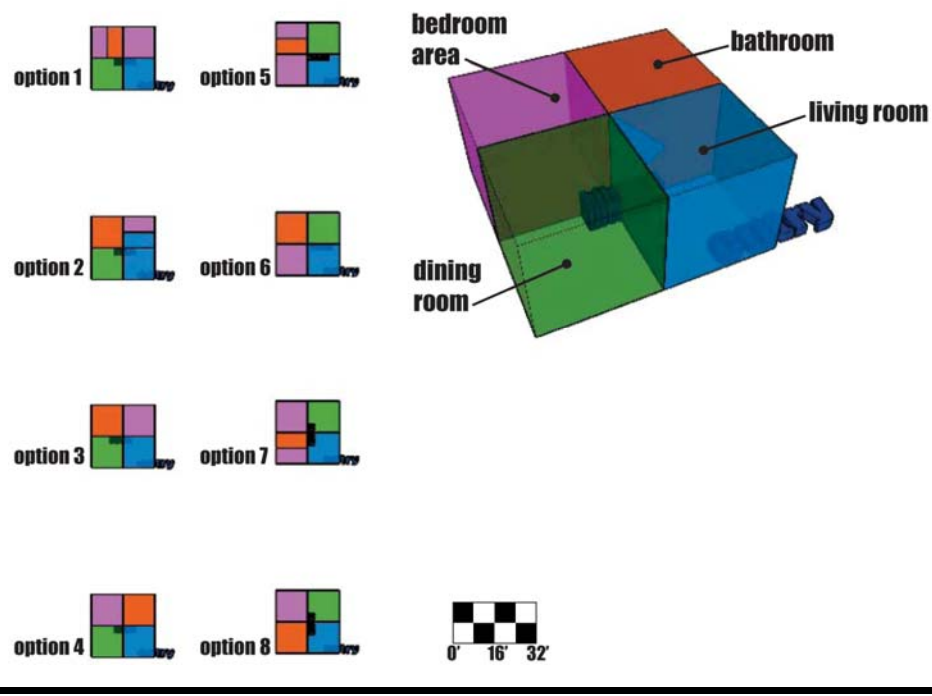 bedroom
area
bathroom
living room
dining
room
option 1
option 5
option 2
option 6
option 3
option 7
option 4
option 8
0' 16' 32'